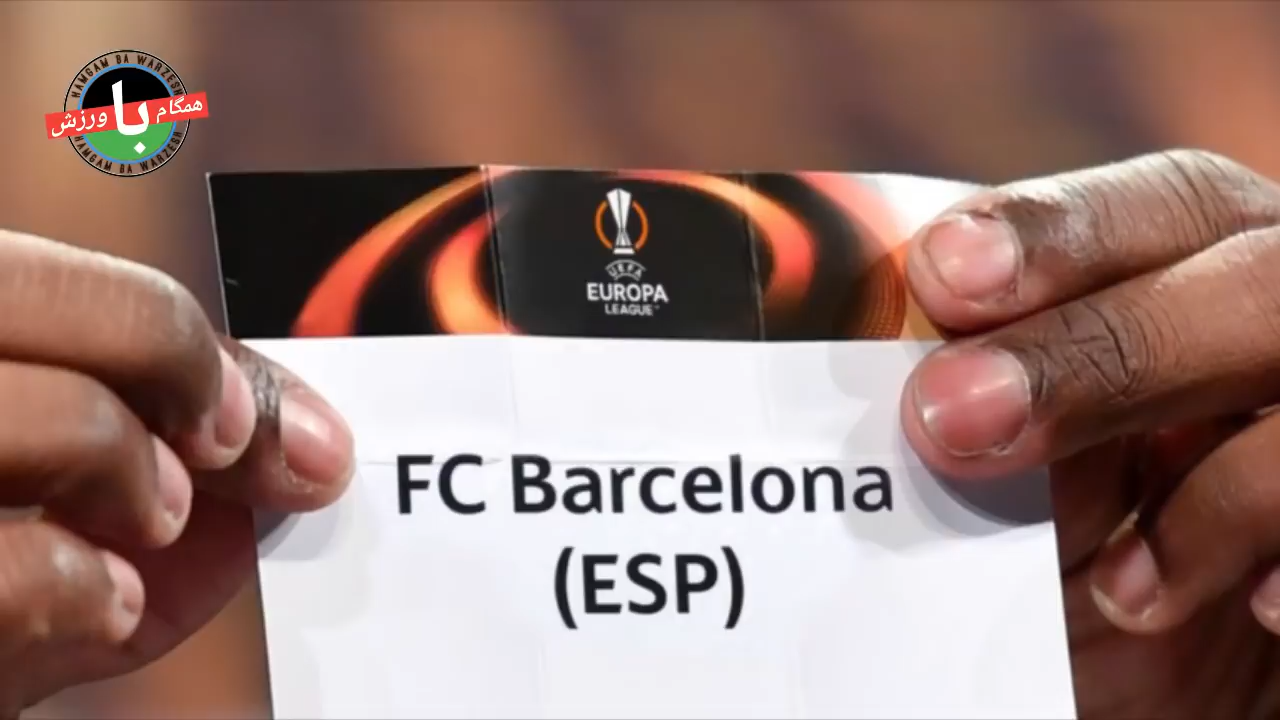 HAMGAM BA WARZESH
همگام با ورزش
HAMGAM BA WARZESH
UEFA
EUROPA
LEAGUE
FC Barcelona
(ESP)